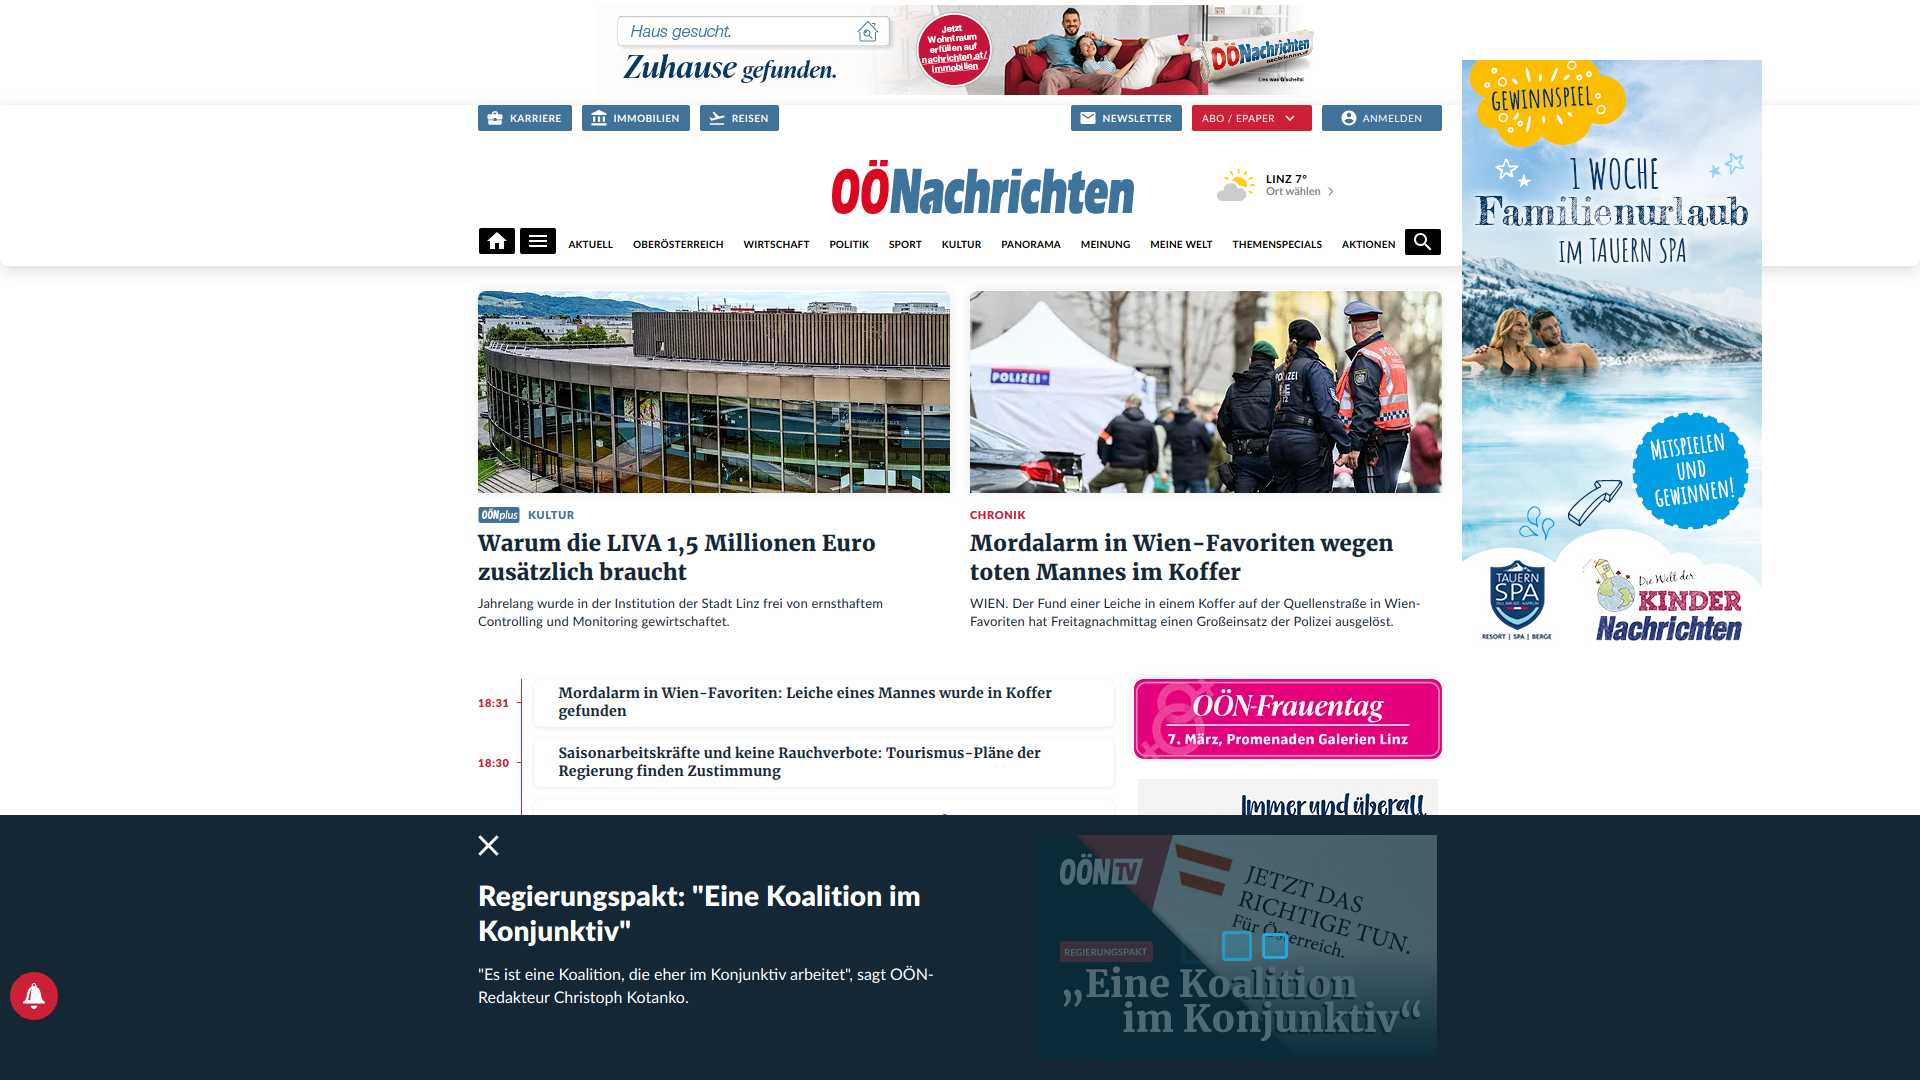 Haus gesucht.
Zuhause gefunden.
Jetzt
Wohntraum
erfüllen auf
nachrichten.at/
immobilien
OÖNachrichten
Lies was G'scheits!
KARRIERE
IMMOBILIEN
REISEN
NEWSLETTER
ABO / EPAPER
ANMELDEN
OÖNachrichten
LINZ 7°
Ort wählen
AKTUELL
OBERÖSTERREICH
WIRTSCHAFT
POLITIK
SPORT
KULTUR
PANORAMA
MEINUNG
MEINE WELT
THEMENSPECIALS
AKTIONEN
GEWINNSPIEL
1 WOCHE
Familienurlaub
IM TAUERN SPA
MITSPIELEN
UND
GEWINNEN!
TAUERN
SPA
RESORT | SPA | BERGE
Die Welt der
KINDER
Nachrichten
POLIZEI
POLIZEI
OÖNplus KULTUR
Warum die LIVA 1,5 Millionen Euro
zusätzlich braucht
Jahrelang wurde in der Institution der Stadt Linz frei von ernsthaftem
Controlling und Monitoring gewirtschaftet.
CHRONIK
Mordalarm in Wien-Favoriten wegen
toten Mannes im Koffer
WIEN. Der Fund einer Leiche in einem Koffer auf der Quellenstraße in Wien-
Favoriten hat Freitagnachmittag einen Großeinsatz der Polizei ausgelöst.
18:31
Mordalarm in Wien-Favoriten: Leiche eines Mannes wurde in Koffer
gefunden
18:30
Saisonarbeitskräfte und keine Rauchverbote: Tourismus-Pläne der
Regierung finden Zustimmung
OÖN-Frauentag
7. März, Promenaden Galerien Linz
Immer und überall
Regierungspakt: "Eine Koalition im
Konjunktiv"
"Es ist eine Koalition, die eher im Konjunktiv arbeitet", sagt OÖN-
Redakteur Christoph Kotanko.
OÖN TV
JETZT DAS
RICHTIGE TUN.
Für Österreich.
REGIERUNGSPAKT
„Eine Koalition
im Konjunktiv“